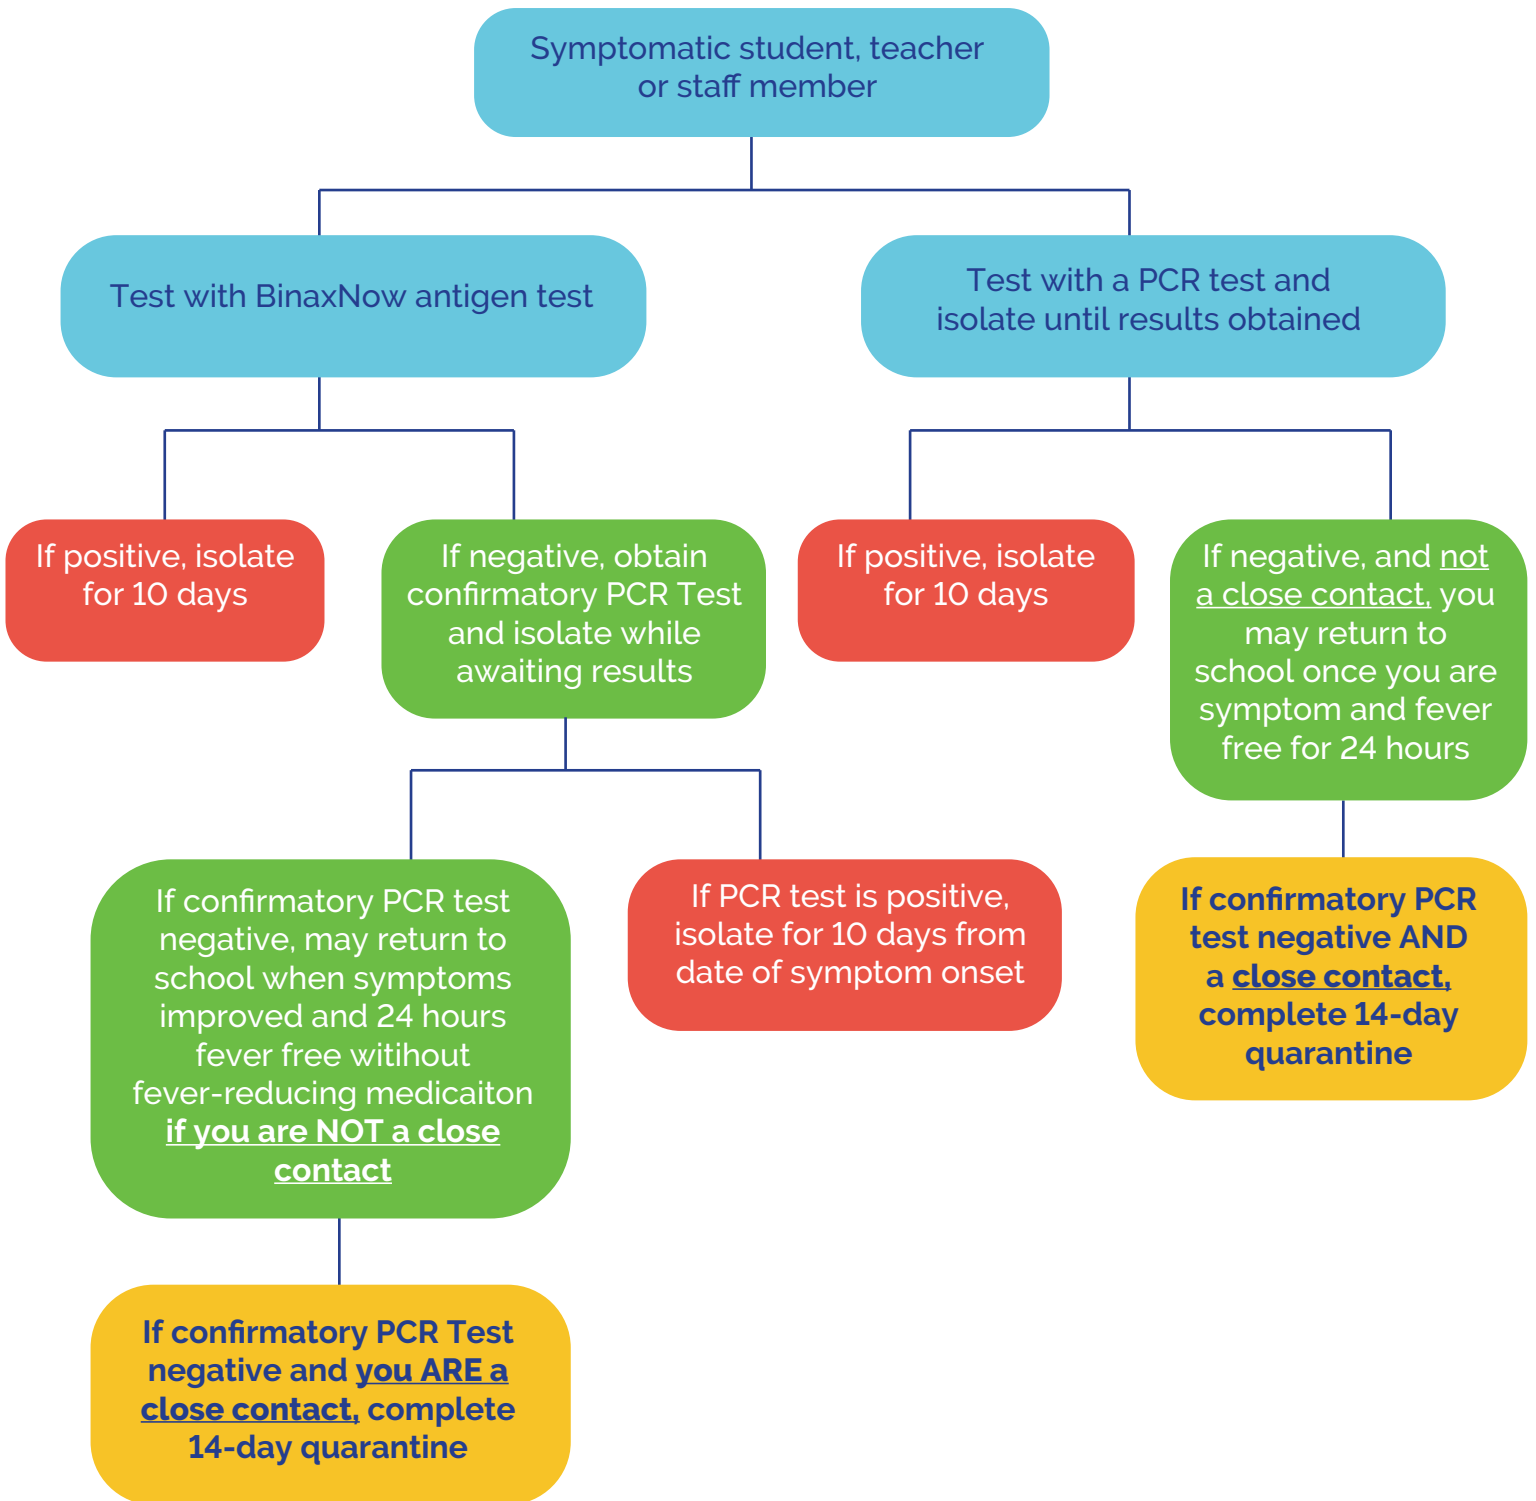 Symptomatic student, teacher
or staff member
Test with BinaxNow antigen test
Test with a PCR test and
isolate until results obtained
If positive, isolate
for 10 days
If negative, obtain
confirmatory PCR Test
and isolate while
awaiting results
If positive, isolate
for 10 days
If negative, and not
a close contact, you
may return to
school once you are
symptom and fever
free for 24 hours
If confirmatory PCR test
negative, may return to
school when symptoms
improved and 24 hours
fever free witihout
fever-reducing medicaiton
if you are NOT a close
contact
If PCR test is positive,
isolate for 10 days from
date of symptom onset
If confirmatory PCR
test negative AND
a close contact,
complete 14-day
quarantine
If confirmatory PCR Test
negative and you ARE a
close contact, complete
14-day quarantine